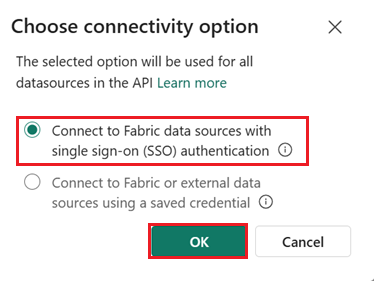 Choose connectivity option
The selected option will be used for all
datasources in the API Learn more
Connect to Fabric data sources with
single sign-on (SSO) authentication
Connect to Fabric or external data
sources using a saved credential
OK
Cancel